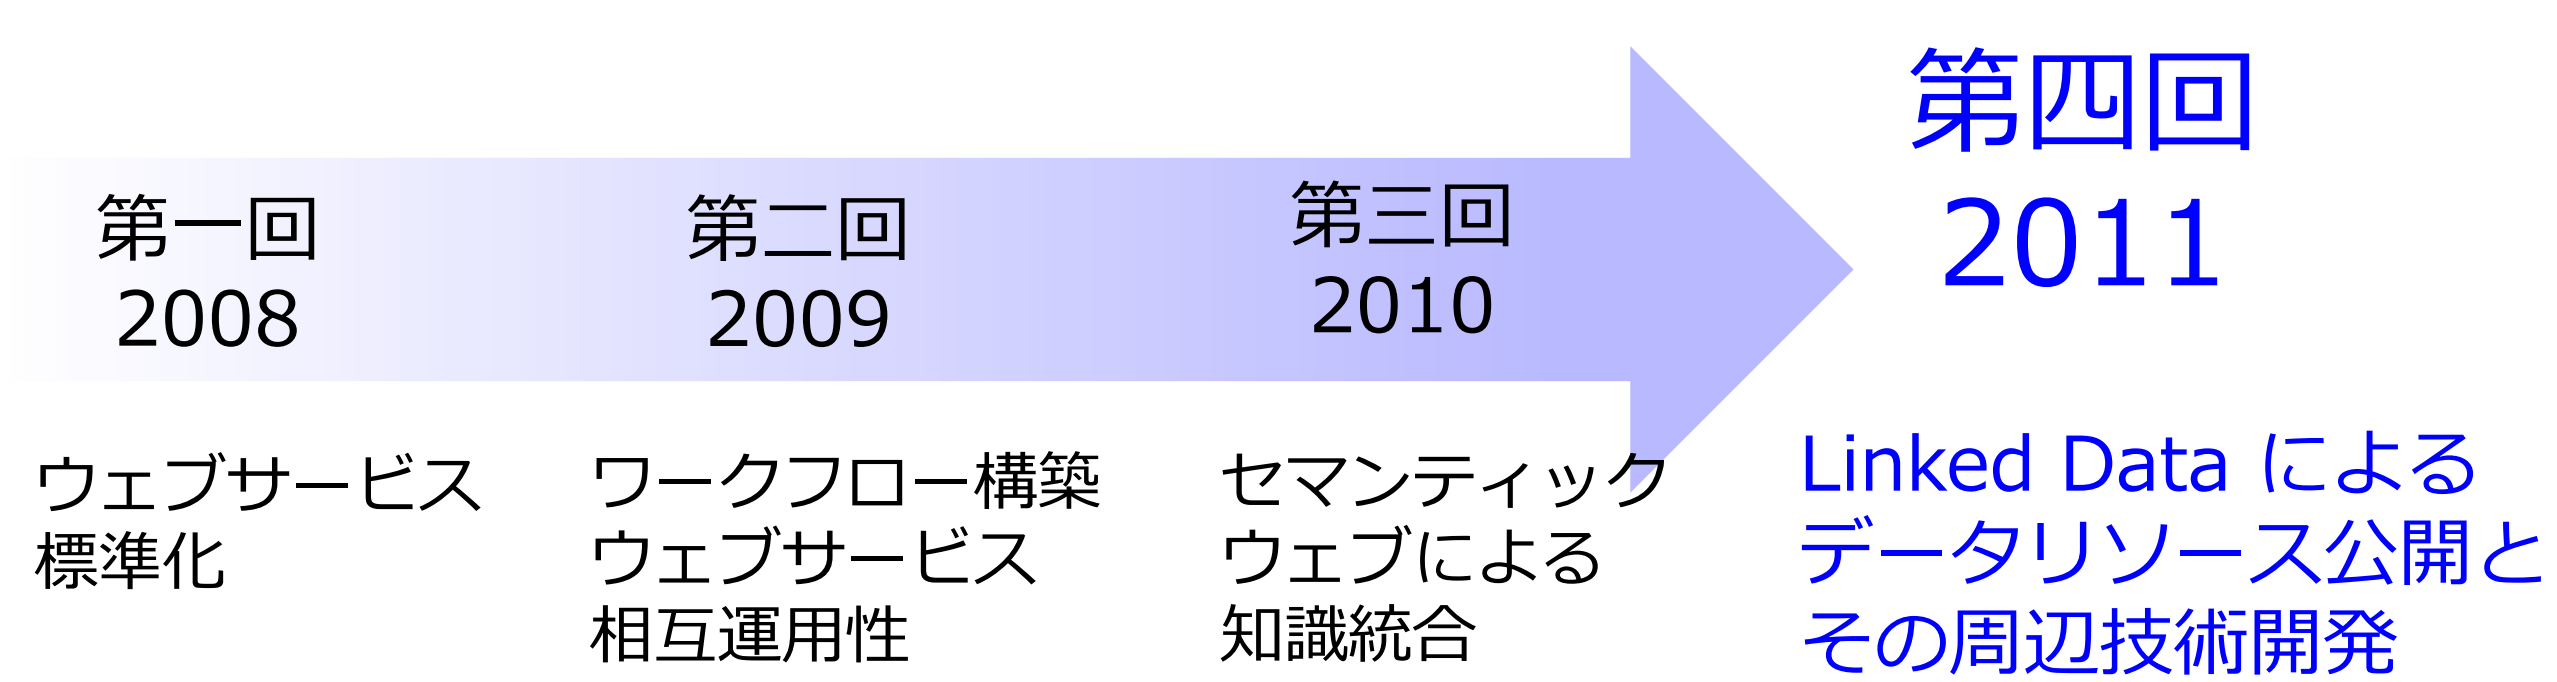 第一回
2008
ウェブサービス
標準化
第二回
2009
ワークフロー構築
ウェブサービス
相互運用性
第三回
2010
セマンティック
ウェブによる
知識統合
第四回
2011
Linked Data による
データリソース公開と
その周辺技術開発